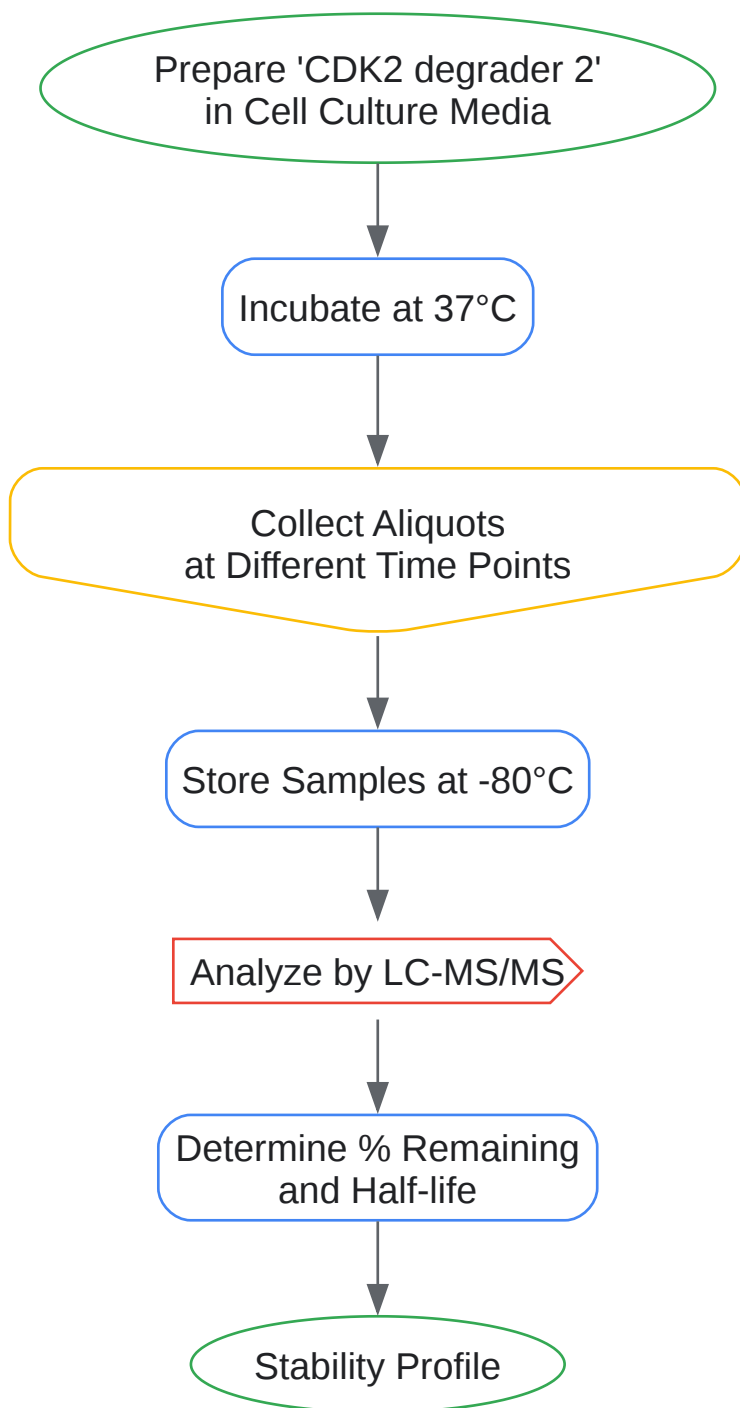 Prepare 'CDK2 degrader 2'
in Cell Culture Media
Incubate at 37°C
Collect Aliquots
at Different Time Points
Store Samples at -80°C
Analyze by LC-MS/MS
Determine % Remaining
and Half-life
Stability Profile